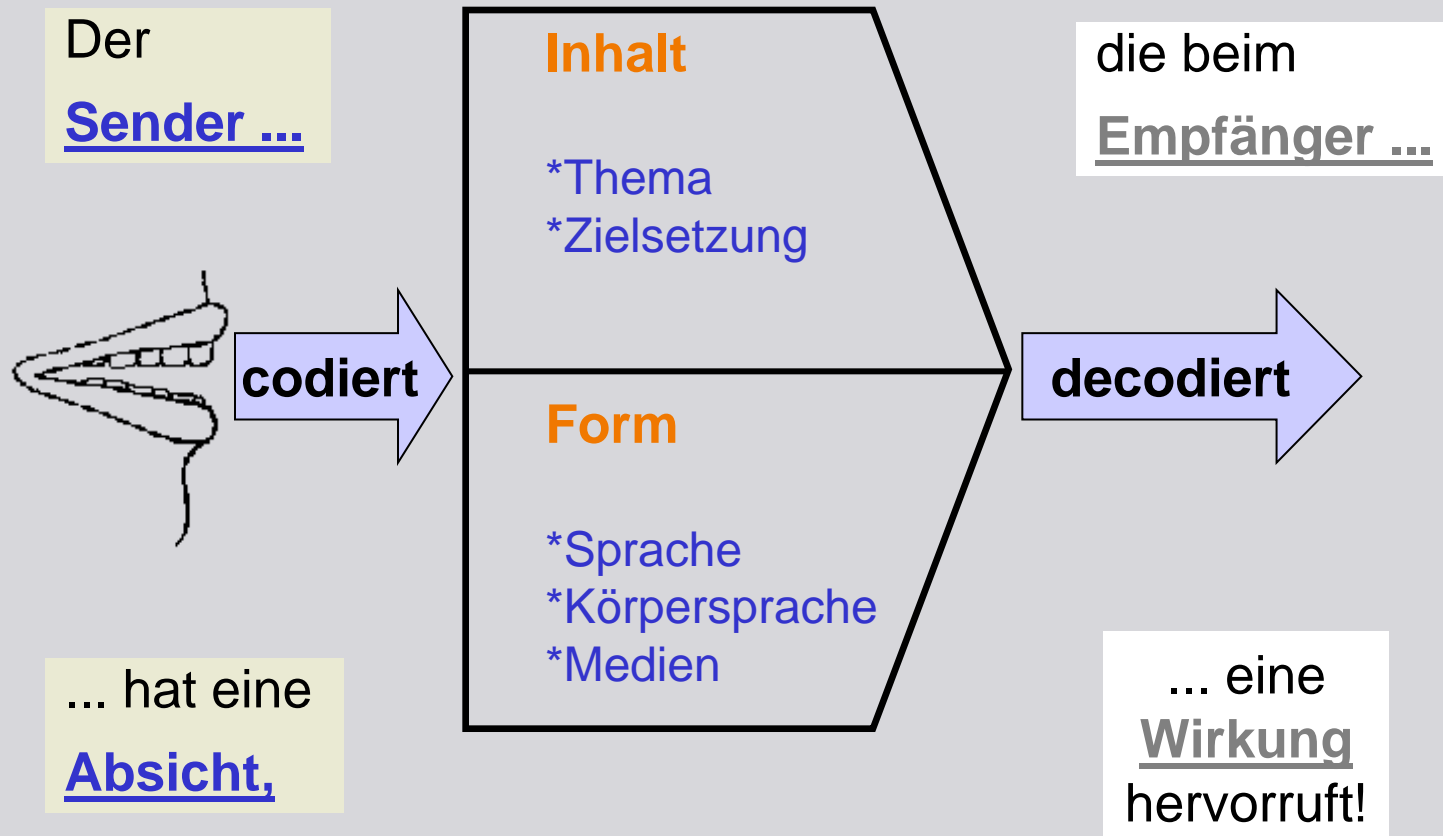 Der
Sender ...
... hat eine
Absicht,
codiert
Inhalt
*Thema
*Zielsetzung
Form
*Sprache
*Körpersprache
*Medien
decodiert
die beim
Empfänger ...
... eine
Wirkung
hervorruft!